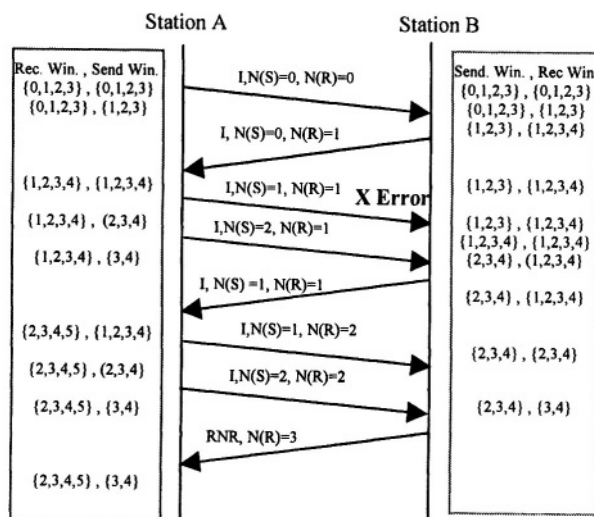 Station A
Station B
Rec. Win. , Send Win.
{0,1,2,3} , {0,1,2,3}
{0,1,2,3} , {1,2,3}
{1,2,3,4} , {1,2,3,4}
{1,2,3,4} , (2,3,4}
{1,2,3,4} , {3,4}
{2,3,4,5} , {1,2,3,4}
{2,3,4,5} , (2,3,4}
{2,3,4,5} , {3,4}
{2,3,4,5} , {3,4}
I,N(S)=0, N(R)=0
I, N(S)=0, N(R)=1
I,N(S)=1, N(R)=1
X Error
I,N(S)=2, N(R)=1
I, N(S) =1, N(R)=1
I,N(S)=1, N(R)=2
I,N(S)=2, N(R)=2
RNR, N(R)=3
Send. Win , Rec Win
{0,1,2,3} , {0,1,2,3}
{0,1,2,3} , {1,2,3}
{1,2,3} , {1,2,3,4}
{1,2,3} , {1,2,3,4}
{1,2,3} , {1,2,3,4}
{1,2,3,4} , {1,2,3,4}
{2,3,4} , (1,2,3,4}
{2,3,4} , {1,2,3,4}
{2,3,4} , {2,3,4}
{2,3,4} , {3,4}